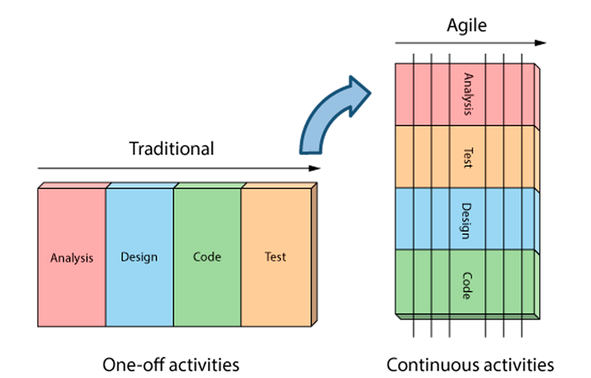 Traditional
Analysis
Design
Code
Test
One-off activities
Agile
Analysis
Test
Design
Code
Continuous activities